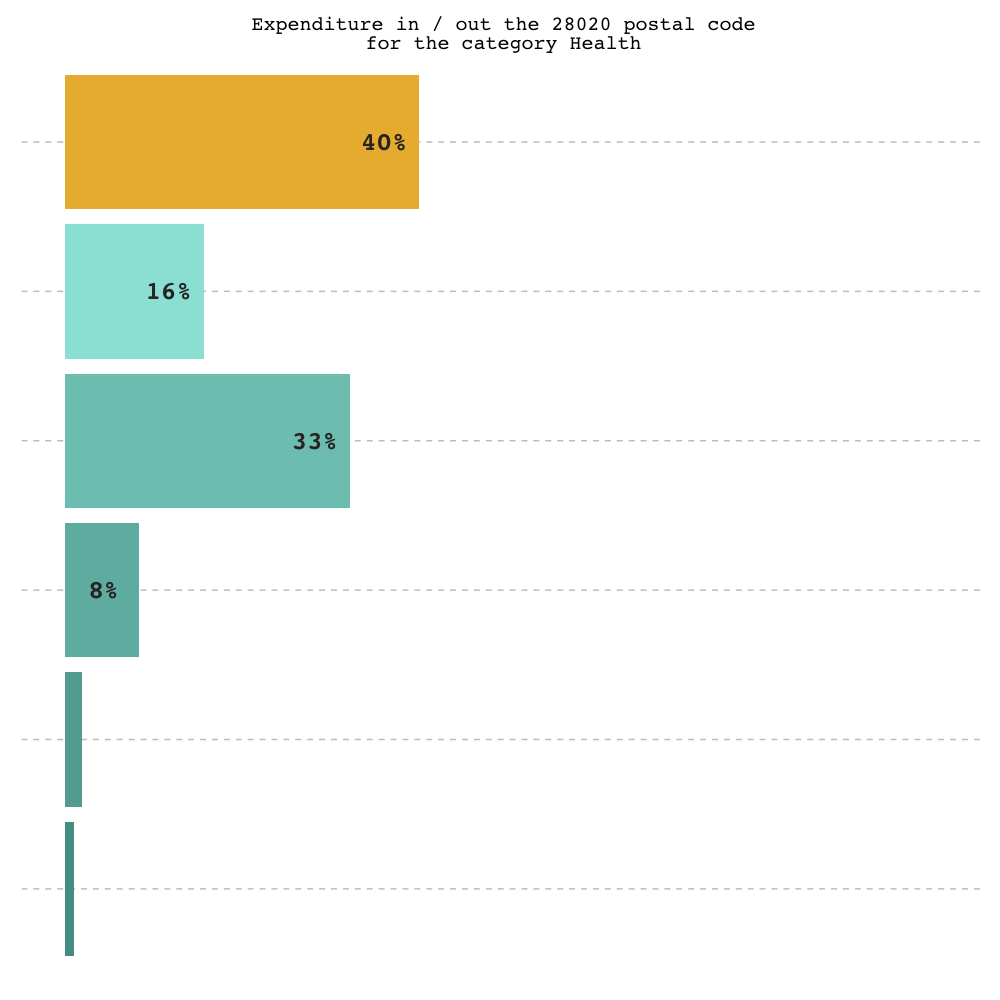 Expenditure in / out the 28020 postal code
for the category Health
40%
16%
33%
8%